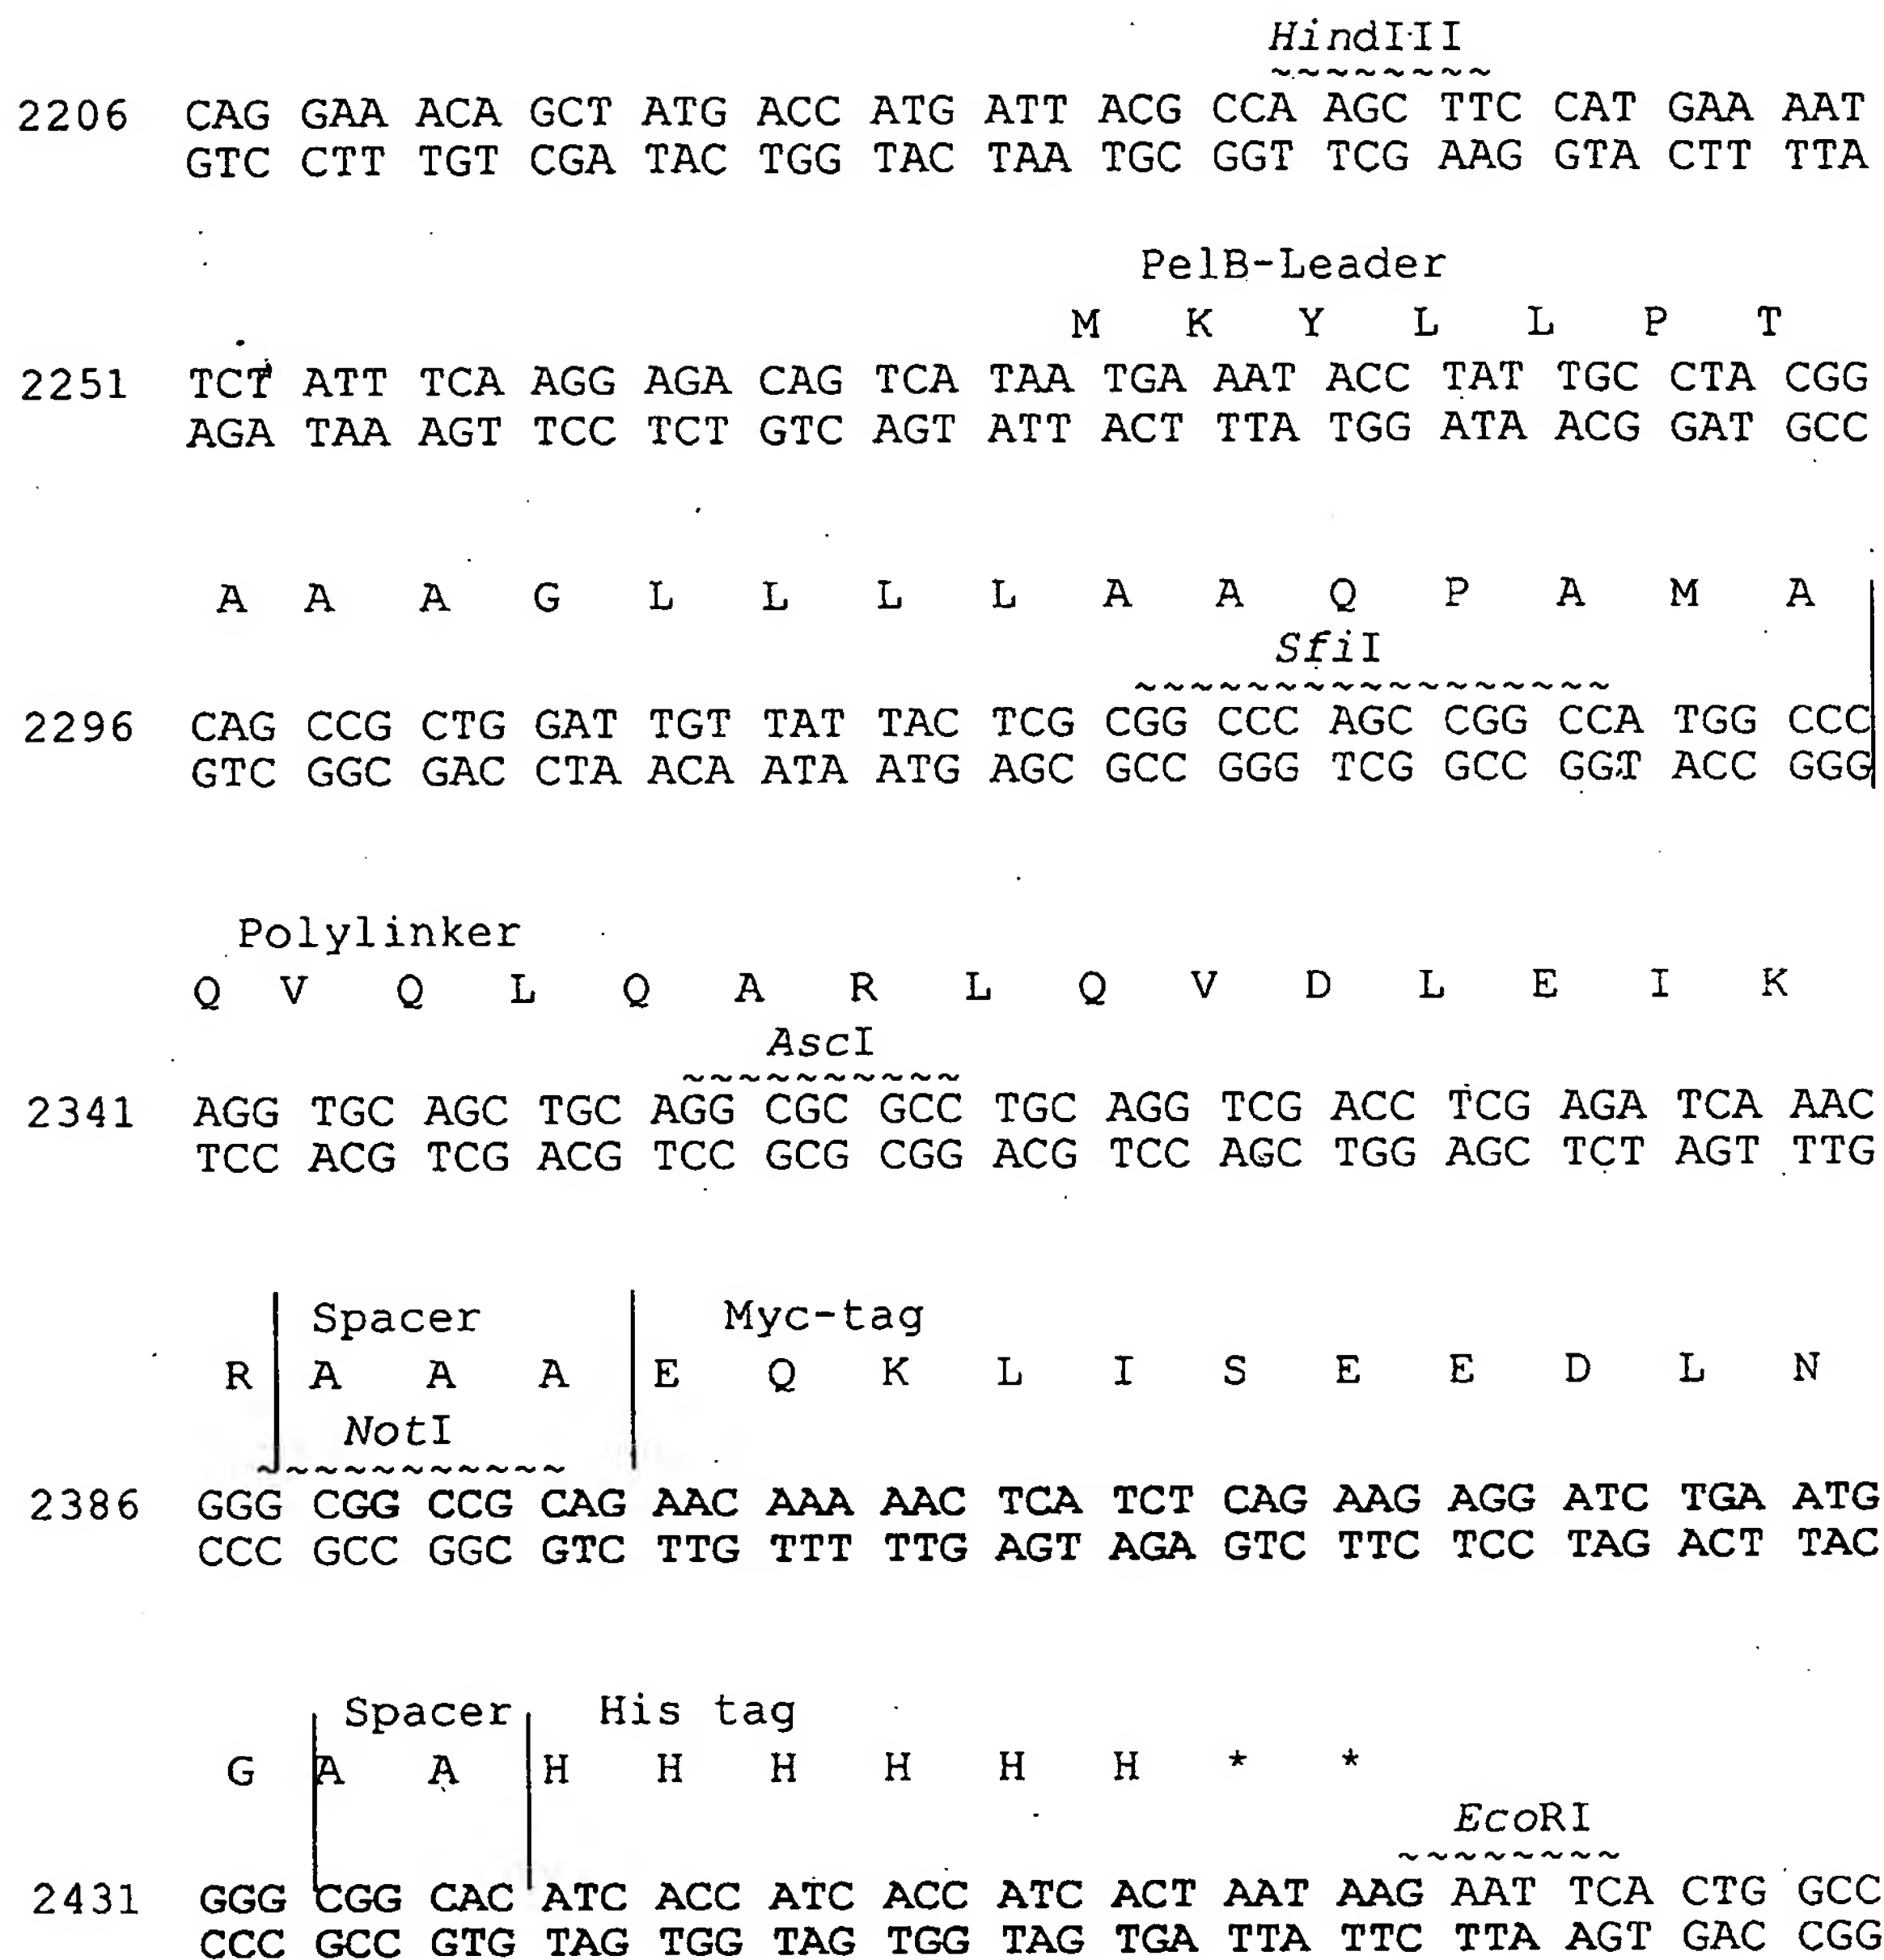 HindIII
~~~~~~~~
2206 CAG GAA ACA GCT ATG ACC ATG ATT ACG CCA AGC TTC CAT GAA AAT
GTC CTT TGT CGA TAC TGG TAC TAA TGC GGT TCG AAG GTA CTT TTA
PelB-Leader
M K Y L L P T
2251 TCT ATT TCA AGG AGA CAG TCA TAA TGA AAT ACC TAT TGC CTA CGG
AGA TAA AGT TCC TCT GTC AGT ATT ACT TTA TGG ATA ACG GAT GCC
A A A G L L L L A A Q P A M A
SfiI
~~~~~~~~~~~~~~~~~
2296 CAG CCG CTG GAT TGT TAT TAC TCG CGG CCC AGC CGG CCA TGG CCC
GTC GGC GAC CTA ACA ATA ATG AGC GCC GGG TCG GCC GGT ACC GGG
Polylinker
Q V Q L Q A R L Q V D L E I K
AscI
~~~~~~~~~~
2341 AGG TGC AGC TGC AGG CGC GCC TGC AGG TCG ACC TCG AGA TCA AAC
TCC ACG TCG ACG TCC GCG CGG ACG TCC AGC TGG AGC TCT AGT TTG
Spacer Myc-tag
R A A A E Q K L I S E E D L N
NotI
~~~~~~~~~~~
2386 GGG CGG CCG CAG AAC AAA AAC TCA TCT CAG AAG AGG ATC TGA ATG
CCC GCC GGC GTC TTG TTT TTG AGT AGA GTC TTC TCC TAG ACT TAC
Spacer His tag
G A A H H H H H H * *
EcoRI
~~~~~~~~
2431 GGG CGG CAC ATC ACC ATC ACC ATC ACT AAT AAG AAT TCA CTG GCC
CCC GCC GTG TAG TGG TAG TGG TAG TGA TTA TTC TTA AGT GAC CGG